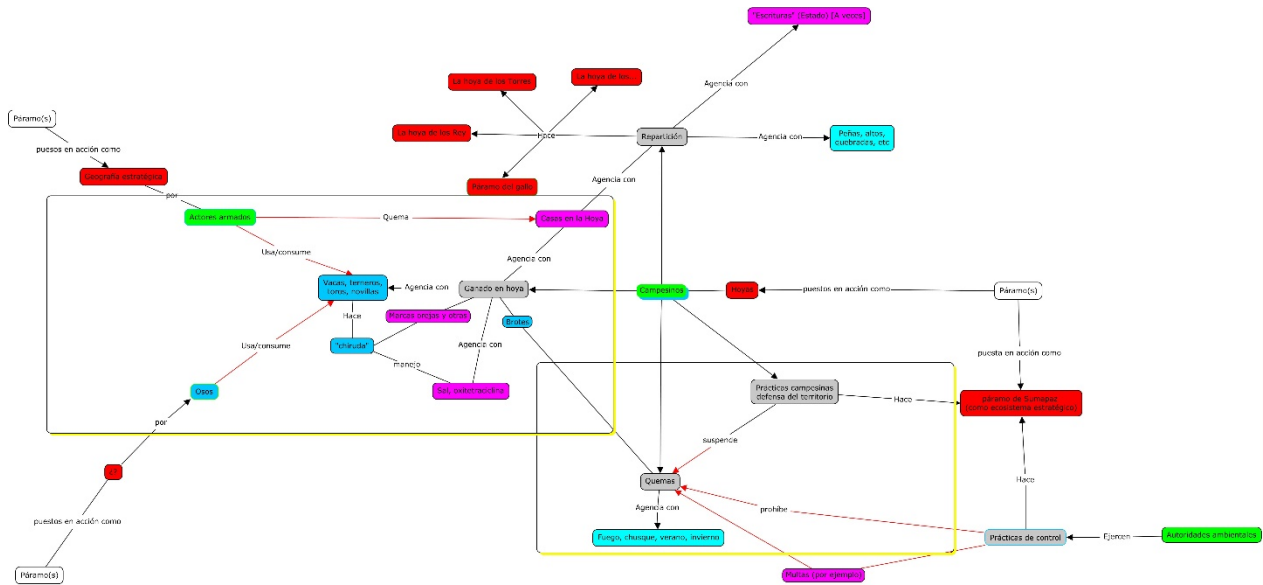 "Escrituras" (Estado) [A veces]
Agencia con
La hoya de los Torres
La hoya de los...
Páramo(s)
La hoya de los Rey
Hace
Repartición
Agencia con
Peñas, altos,
quebradas, etc
puesos en acción como
Geografía estratégica
Páramo del gallo
Agencia con
por
Actores armados
Quema
Casas en la Hoya
Usa/consume
Agencia con
Vacas, terneros,
toros, novillas
Agencia con
Ganado en hoya
Campesinos
Hoyas
puestos en acción como
Páramo(s)
Hace
Marcas orejas y otras
Brotes
"chiruda"
Agencia con
Usa/consume
manejo
puesta en acción como
Osos
Sal, oxitetraciclina
Prácticas campesinas
defensa del territorio
Hace
páramo de Sumapaz
(como ecosistema estratégico)
por
suspende
¿?
Quemas
Hace
puestos en acción como
Agencia con
prohíbe
Fuego, chusque, verano, invierno
Prácticas de control
Ejercen
Autoridades ambientales
Páramo(s)
Multas (por ejemplo)